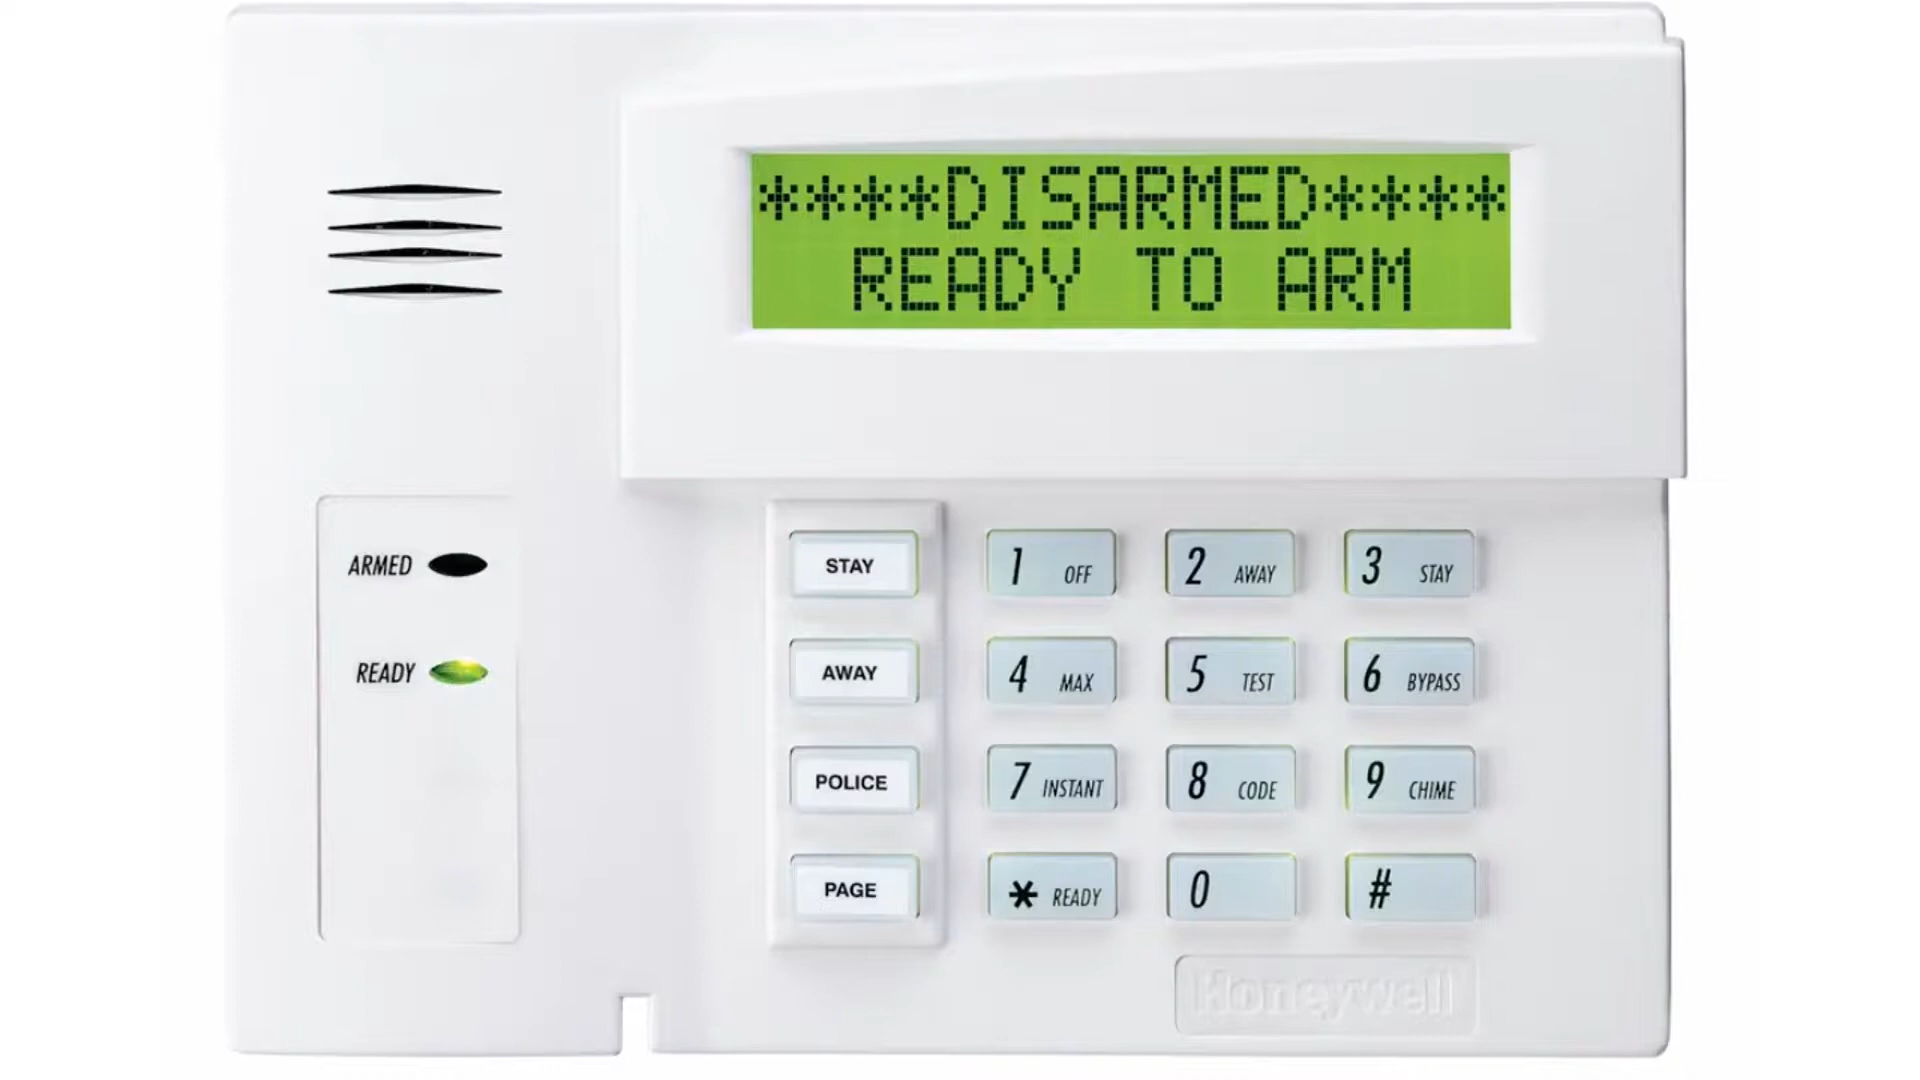 ****DISARMED****
READY TO ARM
ARMED
READY
STAY
1 OFF
2 AWAY
3 STAY
AWAY
4 MAX
5 TEST
6 BYPASS
POLICE
7 INSTANT
8 CODE
9 CHIME
PAGE
* READY
0
#
Honeywell